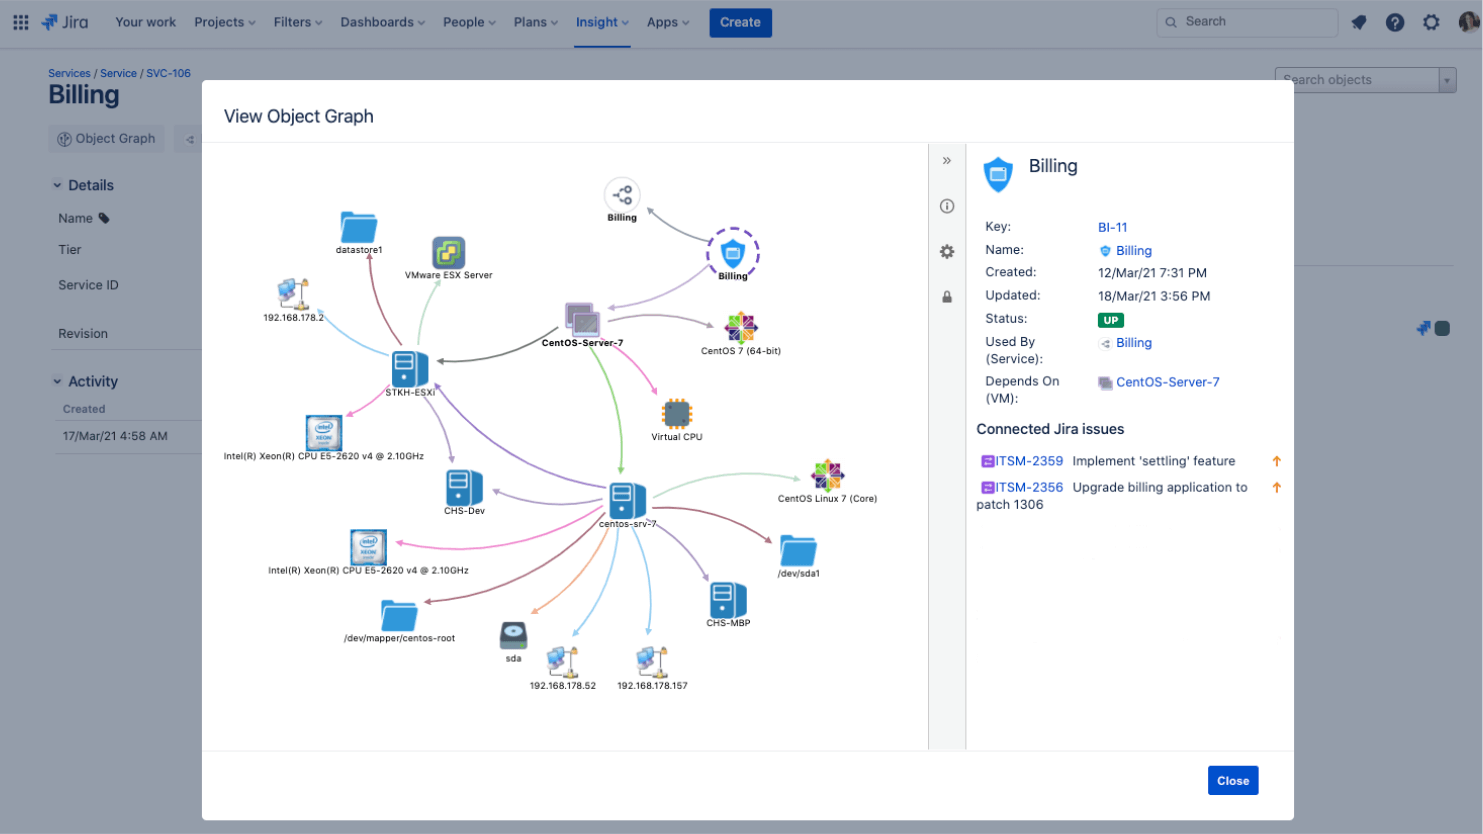 Jira Your work Projects Filters Dashboards People Plans Insight Apps Create Search
Services / Service / SVC-106
Billing
Search objects
Object Graph
Details
Name
Tier
Service ID
Revision
Activity
Created
17/Mar/21 4:58 AM
View Object Graph
Billing
datastore1
VMware ESX Server
Billing
192.168.178.2
CentOS-Server-7
CentOS 7 (64-bit)
STKH-ESXi
Virtual CPU
Intel(R) Xeon(R) CPU E5-2620 v4 @ 2.10GHz
CentOS Linux 7 (Core)
CHS-Dev
centos-srv-7
Intel(R) Xeon(R) CPU E5-2620 v4 @ 2.10GHz
/dev/sda1
CHS-MBP
/dev/mapper/centos-root
sda
192.168.178.52
192.168.178.157
Billing
Key: BI-11
Name: Billing
Created: 12/Mar/21 7:31 PM
Updated: 18/Mar/21 3:56 PM
Status: UP
Used By Billing
(Service):
Depends On CentOS-Server-7
(VM):
Connected Jira issues
ITSM-2359 Implement 'settling' feature
ITSM-2356 Upgrade billing application to
patch 1306
Close